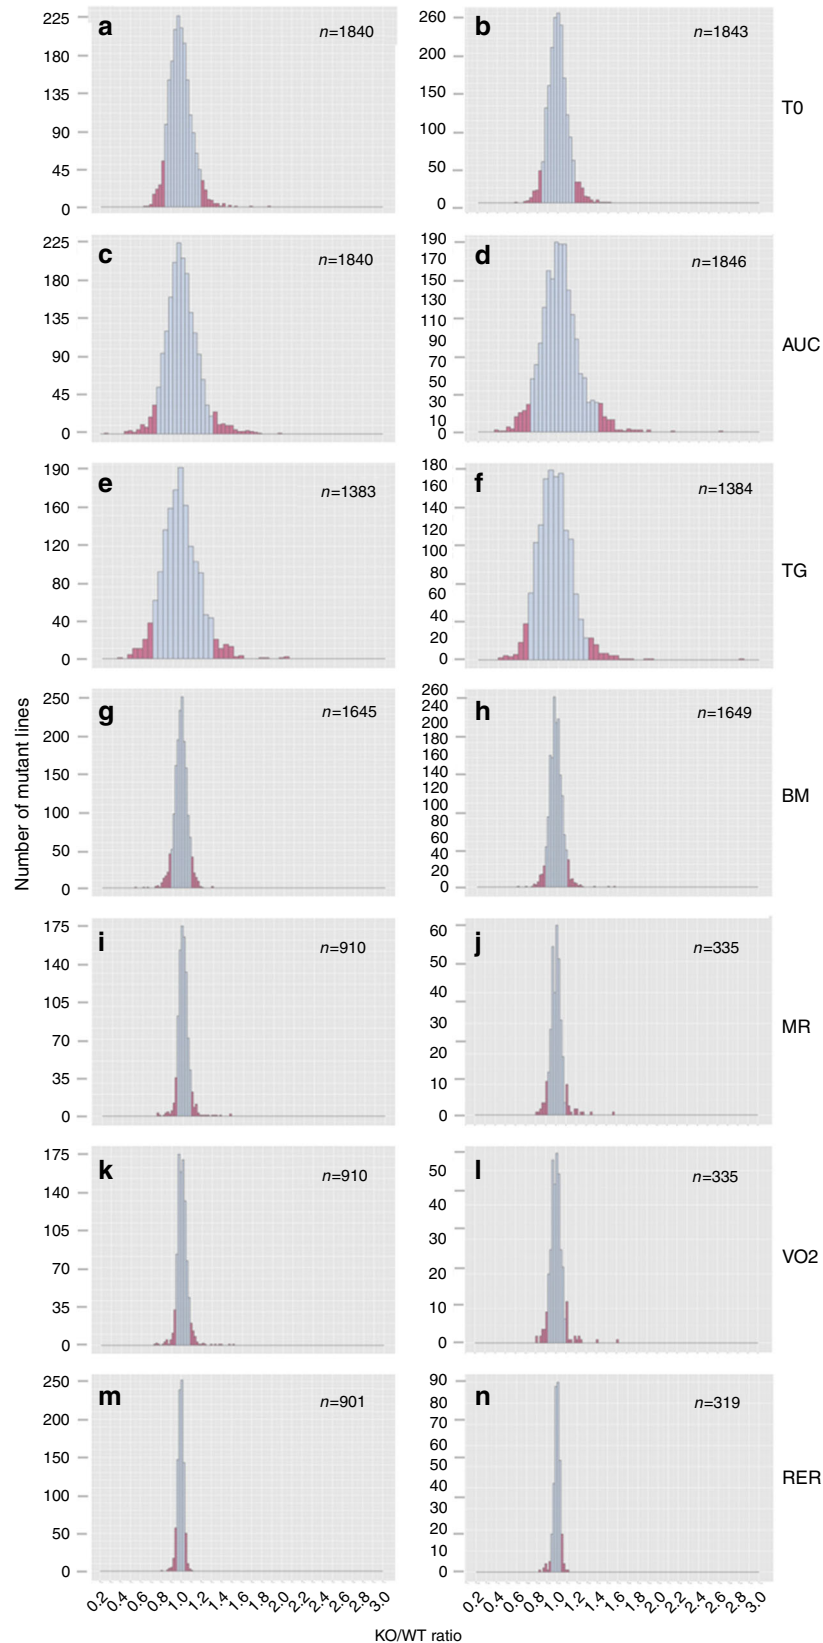 a
n=1840
225
180
135
90
45
0
b
n=1843
260
200
150
100
50
0
T0
c
n=1840
225
180
135
90
45
0
d
n=1846
190
170
150
130
110
90
70
50
30
10
0
AUC
e
n=1383
190
160
120
80
40
0
f
n=1384
180
160
140
120
100
80
60
40
20
0
TG
Number of mutant lines
g
n=1645
250
200
150
100
50
0
h
n=1649
260
240
200
180
160
140
120
100
80
60
40
20
0
BM
i
n=910
175
140
105
70
35
0
j
n=335
60
50
40
30
20
10
0
MR
k
n=910
175
140
105
70
35
0
l
n=335
50
40
30
20
10
0
VO2
m
n=901
250
200
150
100
50
0
n
n=319
90
80
70
60
50
40
30
20
10
0
RER
0.2 0.4 0.6 0.8 1.0 1.2 1.4 1.6 1.8 2.0 2.2 2.4 2.6 2.8 3.0
0.2 0.4 0.6 0.8 1.0 1.2 1.4 1.6 1.8 2.0 2.2 2.4 2.6 2.8 3.0
KO/WT ratio